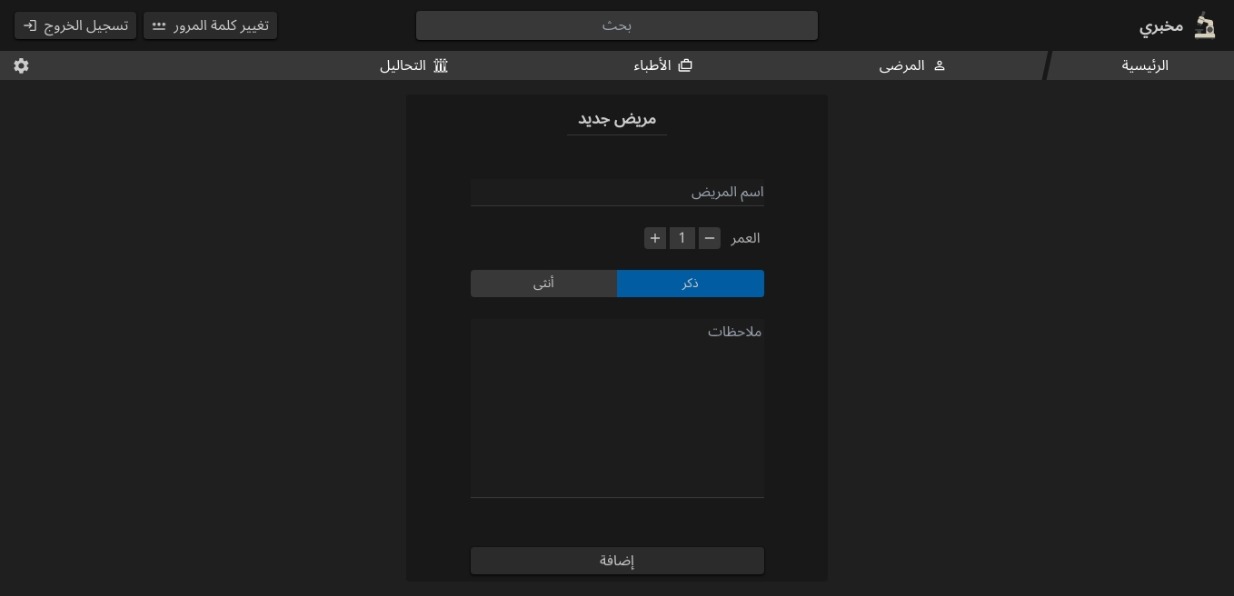 مخبري
بحث
تغيير كلمة المرور
تسجيل الخروج
الرئيسية
المرضى
الأطباء
التحاليل
مريض جديد
اسم المريض
العمر
1
ذكر
أنثى
ملاحظات
إضافة